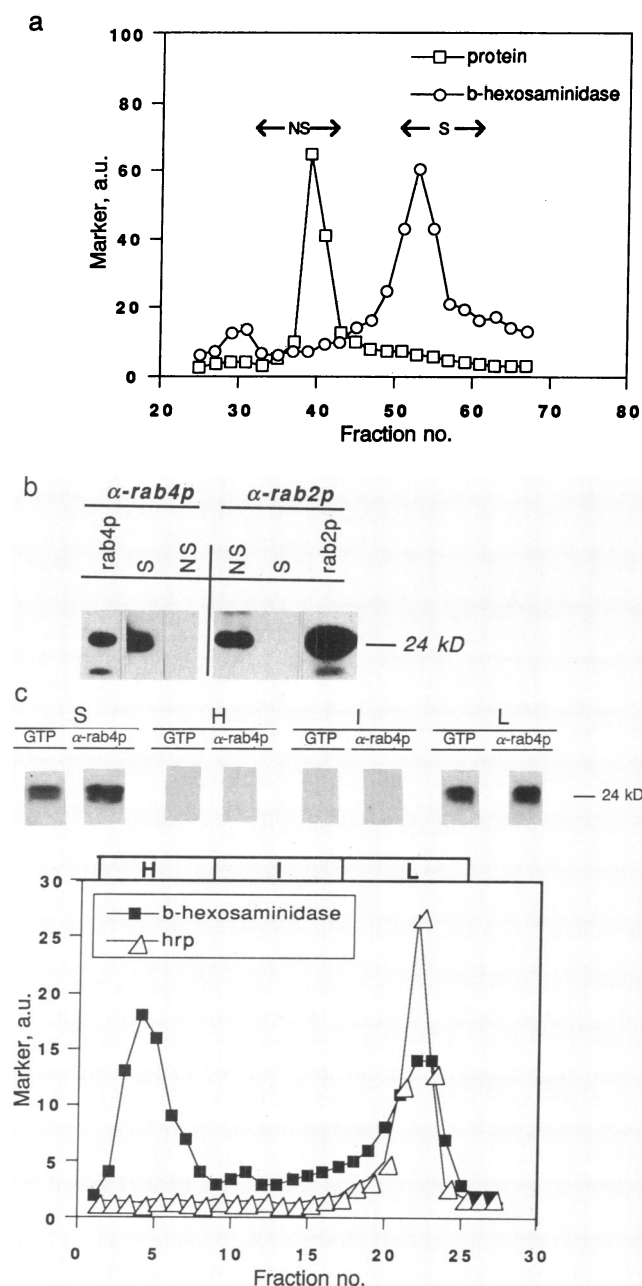 a
100
80
60
40
20
0
Marker, a.u.
protein
b-hexosaminidase
NS
S
20 30 40 50 60 70 80
Fraction no.
b
α-rab4p α-rab2p
rab4p S NS NS S rab2p
24 kD
c
S H I L
GTP α-rab4p GTP α-rab4p GTP α-rab4p GTP α-rab4p
24 kD
H I L
30
25
20
15
10
5
0
Marker, a.u.
b-hexosaminidase
hrp
0 5 10 15 20 25 30
Fraction no.